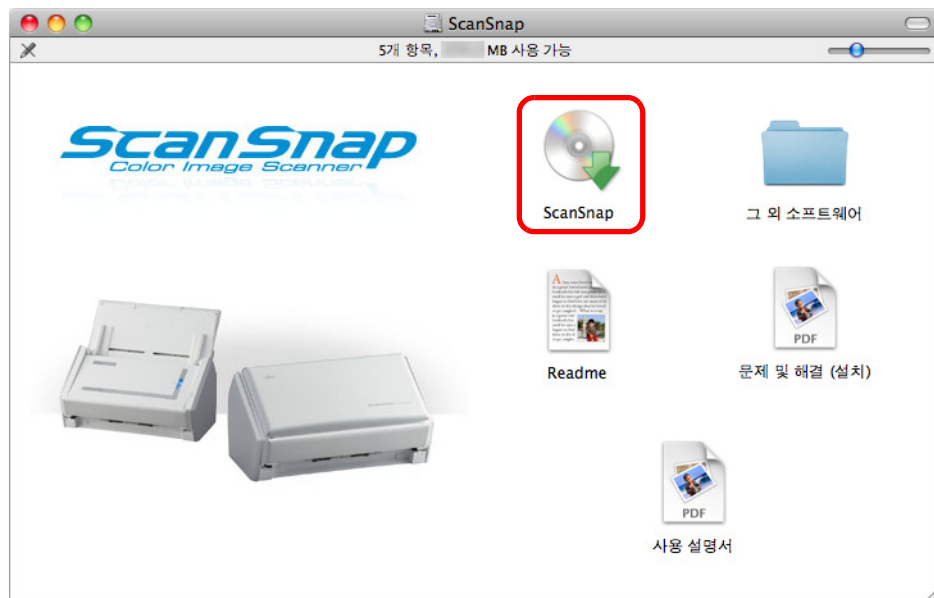 ScanSnap
5개 항목, MB 사용 가능
ScanSnap
Color Image Scanner
ScanSnap
그 외 소프트웨어
Readme
PDF
문제 및 해결 (설치)
PDF
사용 설명서